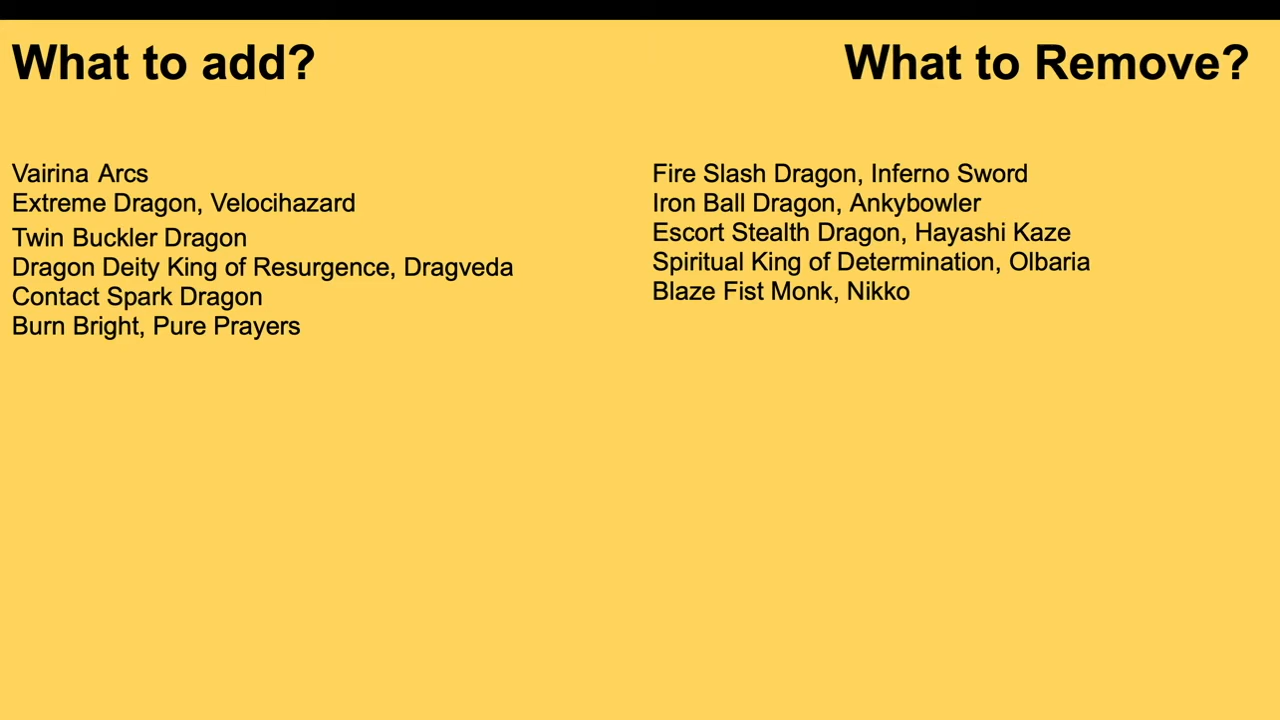 What to add?
Vairina Arcs
Extreme Dragon, Velocihazard
Twin Buckler Dragon
Dragon Deity King of Resurgence, Dragveda
Contact Spark Dragon
Burn Bright, Pure Prayers
What to Remove?
Fire Slash Dragon, Inferno Sword
Iron Ball Dragon, Ankybowler
Escort Stealth Dragon, Hayashi Kaze
Spiritual King of Determination, Olbaria
Blaze Fist Monk, Nikko